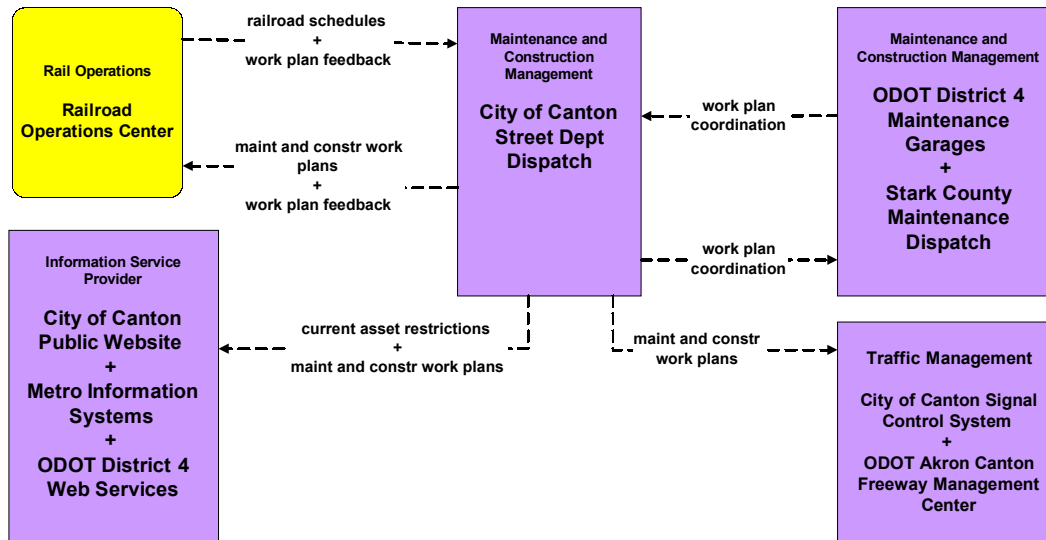 Rail Operations
Railroad
Operations Center
railroad schedules
+
work plan feedback
maint and constr work
plans
+
work plan feedback
Maintenance and
Construction
Management
City of Canton
Street Dept
Dispatch
work plan
coordination
work plan
coordination
Maintenance and
Construction Management
ODOT District 4
Maintenance
Garages
+
Stark County
Maintenance
Dispatch
Information Service
Provider
City of Canton
Public Website
+
Metro Information
Systems
+
ODOT District 4
Web Services
current asset restrictions
+
maint and constr work plans
maint and constr
work plans
Traffic Management
City of Canton Signal
Control System
+
ODOT Akron Canton
Freeway Management
Center